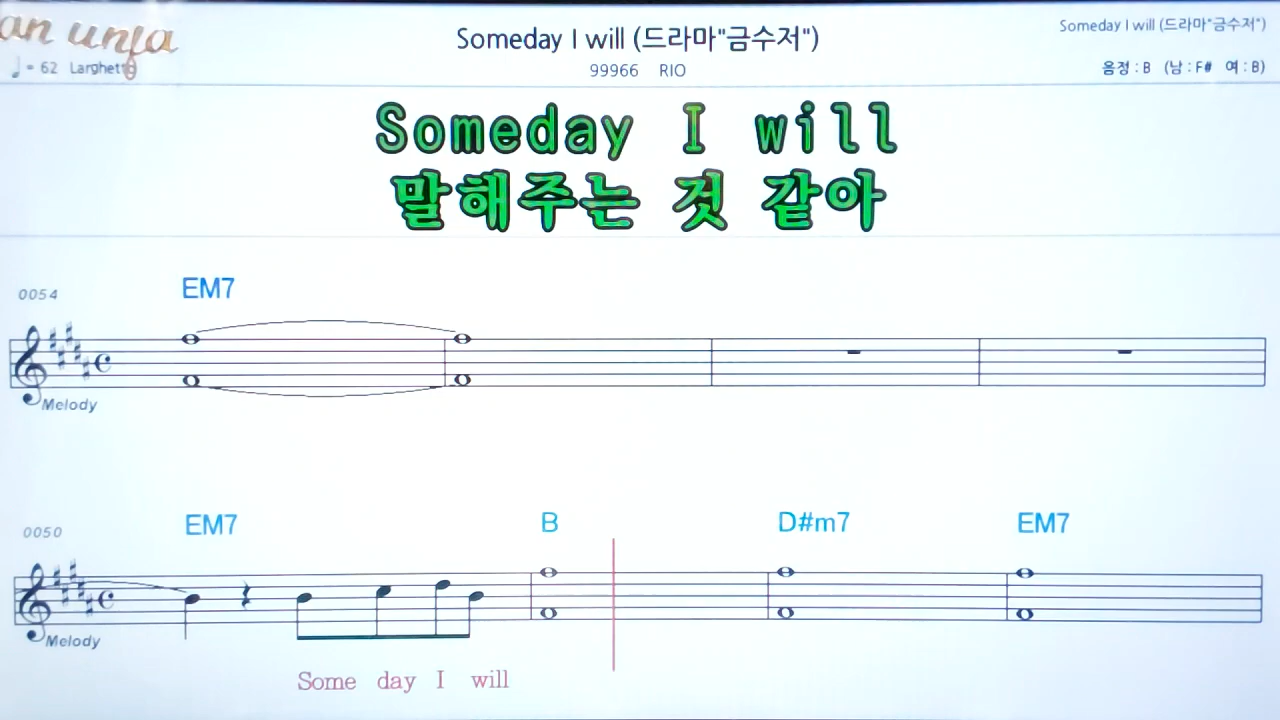 an unfa
Someday I will (드라마"금수저")
Someday I will (드라마"금수저")
♩ = 62 Larghetto
99966 RIO
음정 : B (남 : F# 여 : B)
Someday I will
말해주는 것 같아
0054 EM7
Melody
0050 EM7 B D#m7 EM7
Melody
Some day I will